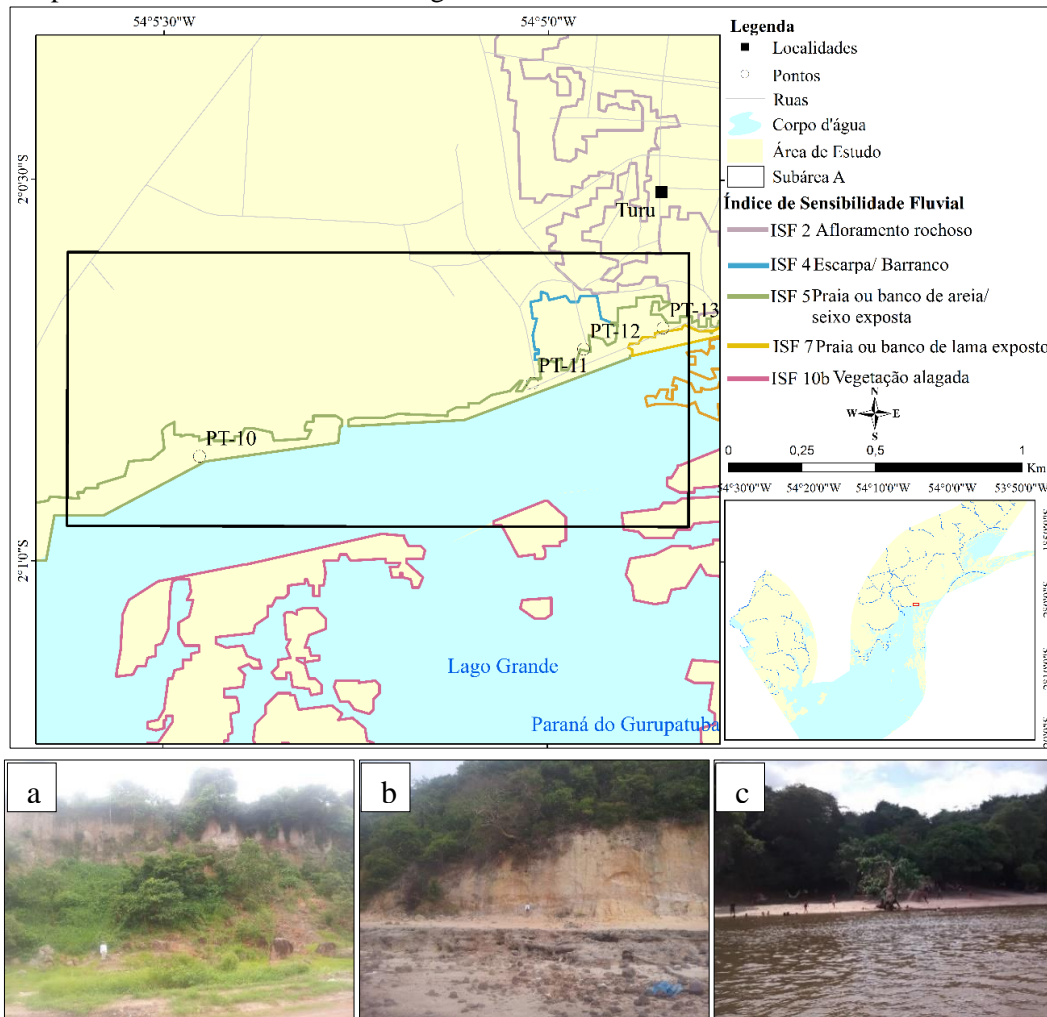 54°5'30"W
54°5'0"W
2°0'30"S
2°1'0"S
Turu
PT-13
PT-12
PT-11
PT-10
Lago Grande
Paraná do Gurupatuba
Legenda
Localidades
Pontos
Ruas
Corpo d'água
Área de Estudo
Subárea A
Índice de Sensibilidade Fluvial
ISF 2 Afloramento rochoso
ISF 4 Escarpa/ Barranco
ISF 5 Praia ou banco de areia/
seixo exposta
ISF 7 Praia ou banco de lama exposto
ISF 10b Vegetação alagada
N
W E
S
0 0,25 0,5 1
Km
54°30'0"W 54°20'0"W 54°10'0"W 54°0'0"W 53°50'0"W
a
b
c